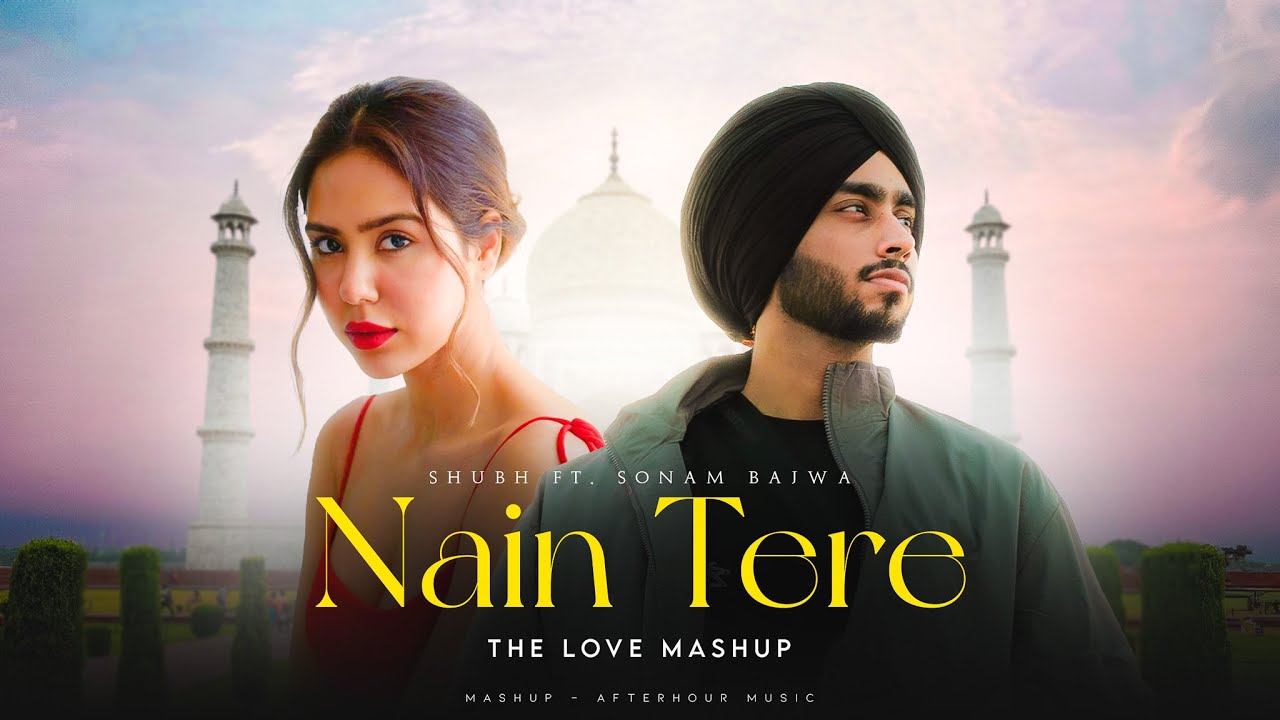 SHUBH FT. SONAM BAJWA
Nain Tere
THE LOVE MASHUP
MASHUP - AFTERHOUR MUSIC